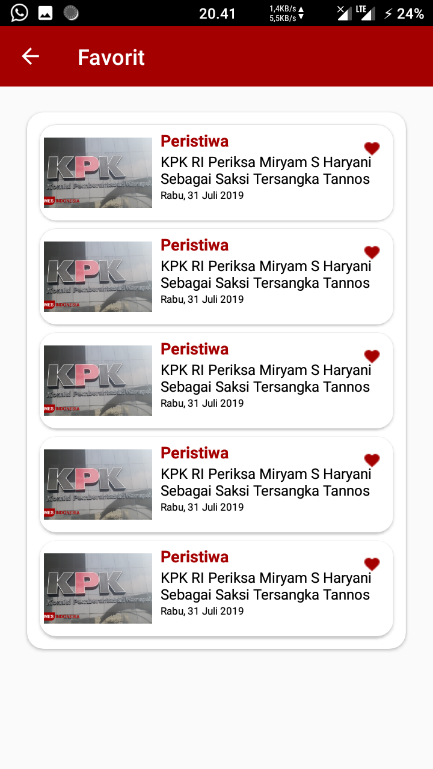 20.41
1,4KB/s
5,5KB/s
LTE
24%
Favorit
KPK
Peristiwa
KPK RI Periksa Miryam S Haryani
Sebagai Saksi Tersangka Tannos
Rabu, 31 Juli 2019
KPK
Peristiwa
KPK RI Periksa Miryam S Haryani
Sebagai Saksi Tersangka Tannos
Rabu, 31 Juli 2019
KPK
Peristiwa
KPK RI Periksa Miryam S Haryani
Sebagai Saksi Tersangka Tannos
Rabu, 31 Juli 2019
KPK
Peristiwa
KPK RI Periksa Miryam S Haryani
Sebagai Saksi Tersangka Tannos
Rabu, 31 Juli 2019
KPK
Peristiwa
KPK RI Periksa Miryam S Haryani
Sebagai Saksi Tersangka Tannos
Rabu, 31 Juli 2019